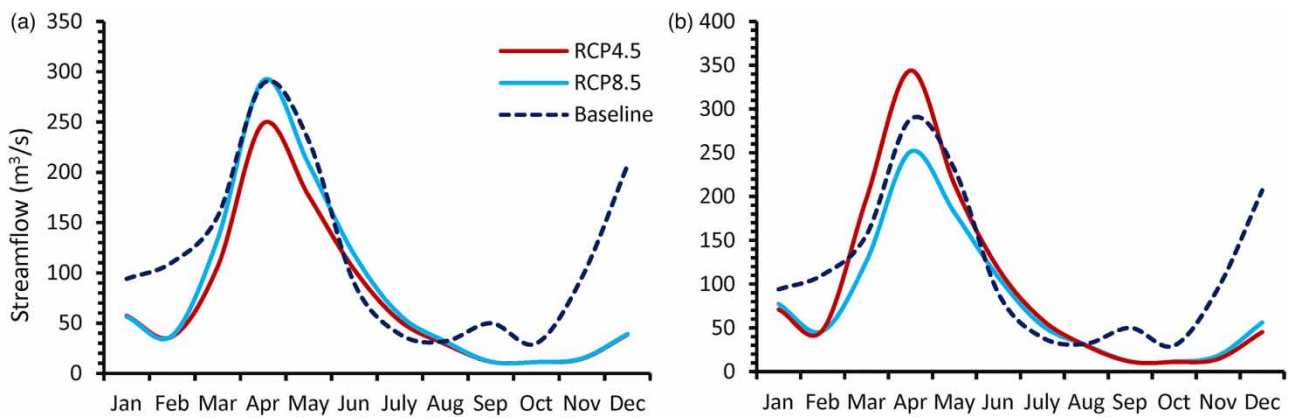 (a)
Streamflow (m³/s)
350
300
250
200
150
100
50
0
RCP4.5
RCP8.5
Baseline
Jan Feb Mar Apr May Jun July Aug Sep Oct Nov Dec
(b)
400
350
300
250
200
150
100
50
0
Jan Feb Mar Apr May Jun July Aug Sep Oct Nov Dec